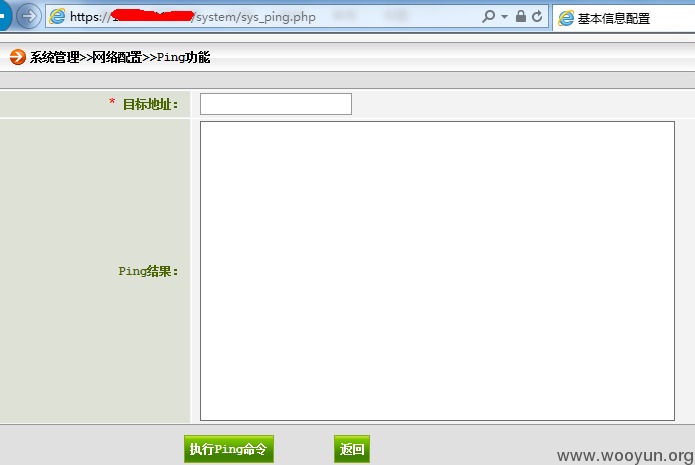 https://
/system/sys_ping.php
基本信息配置
系统管理>>网络配置>>Ping功能
* 目标地址：
Ping结果：
执行Ping命令
返回
www.wooyun.org